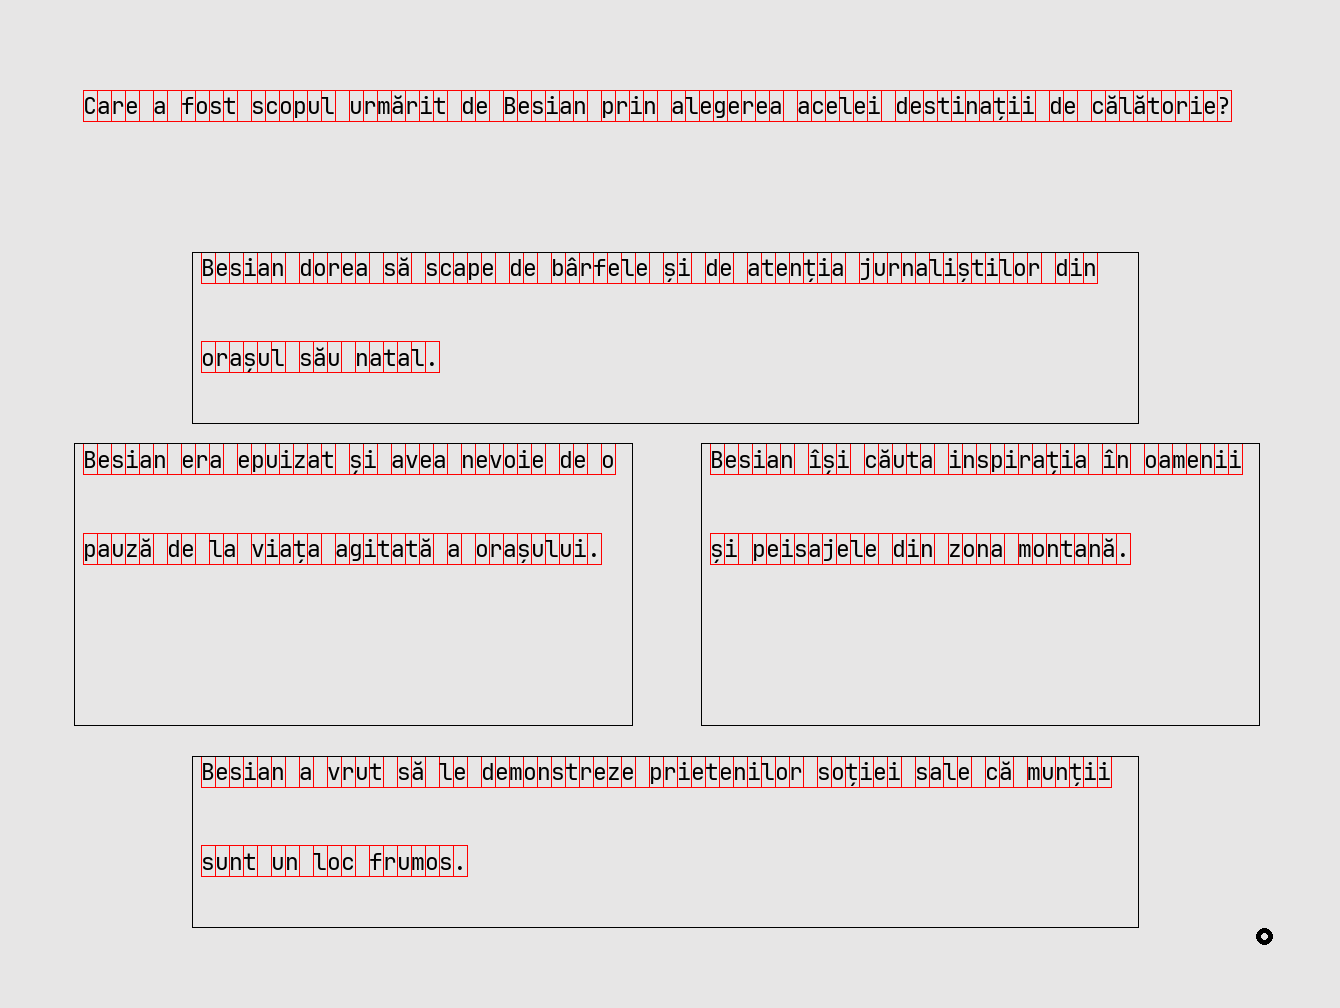 Care a fost scopul urmărit de Besian prin alegerea acelei destinații de călătorie?
Besian dorea să scape de bârfele și de atenția jurnaliștilor din
orașul său natal.
Besian era epuizat și avea nevoie de o
pauză de la viața agitată a orașului.
Besian își căuta inspirația în oamenii
și peisajele din zona montană.
Besian a vrut să le demonstreze prietenilor soției sale că munții
sunt un loc frumos.